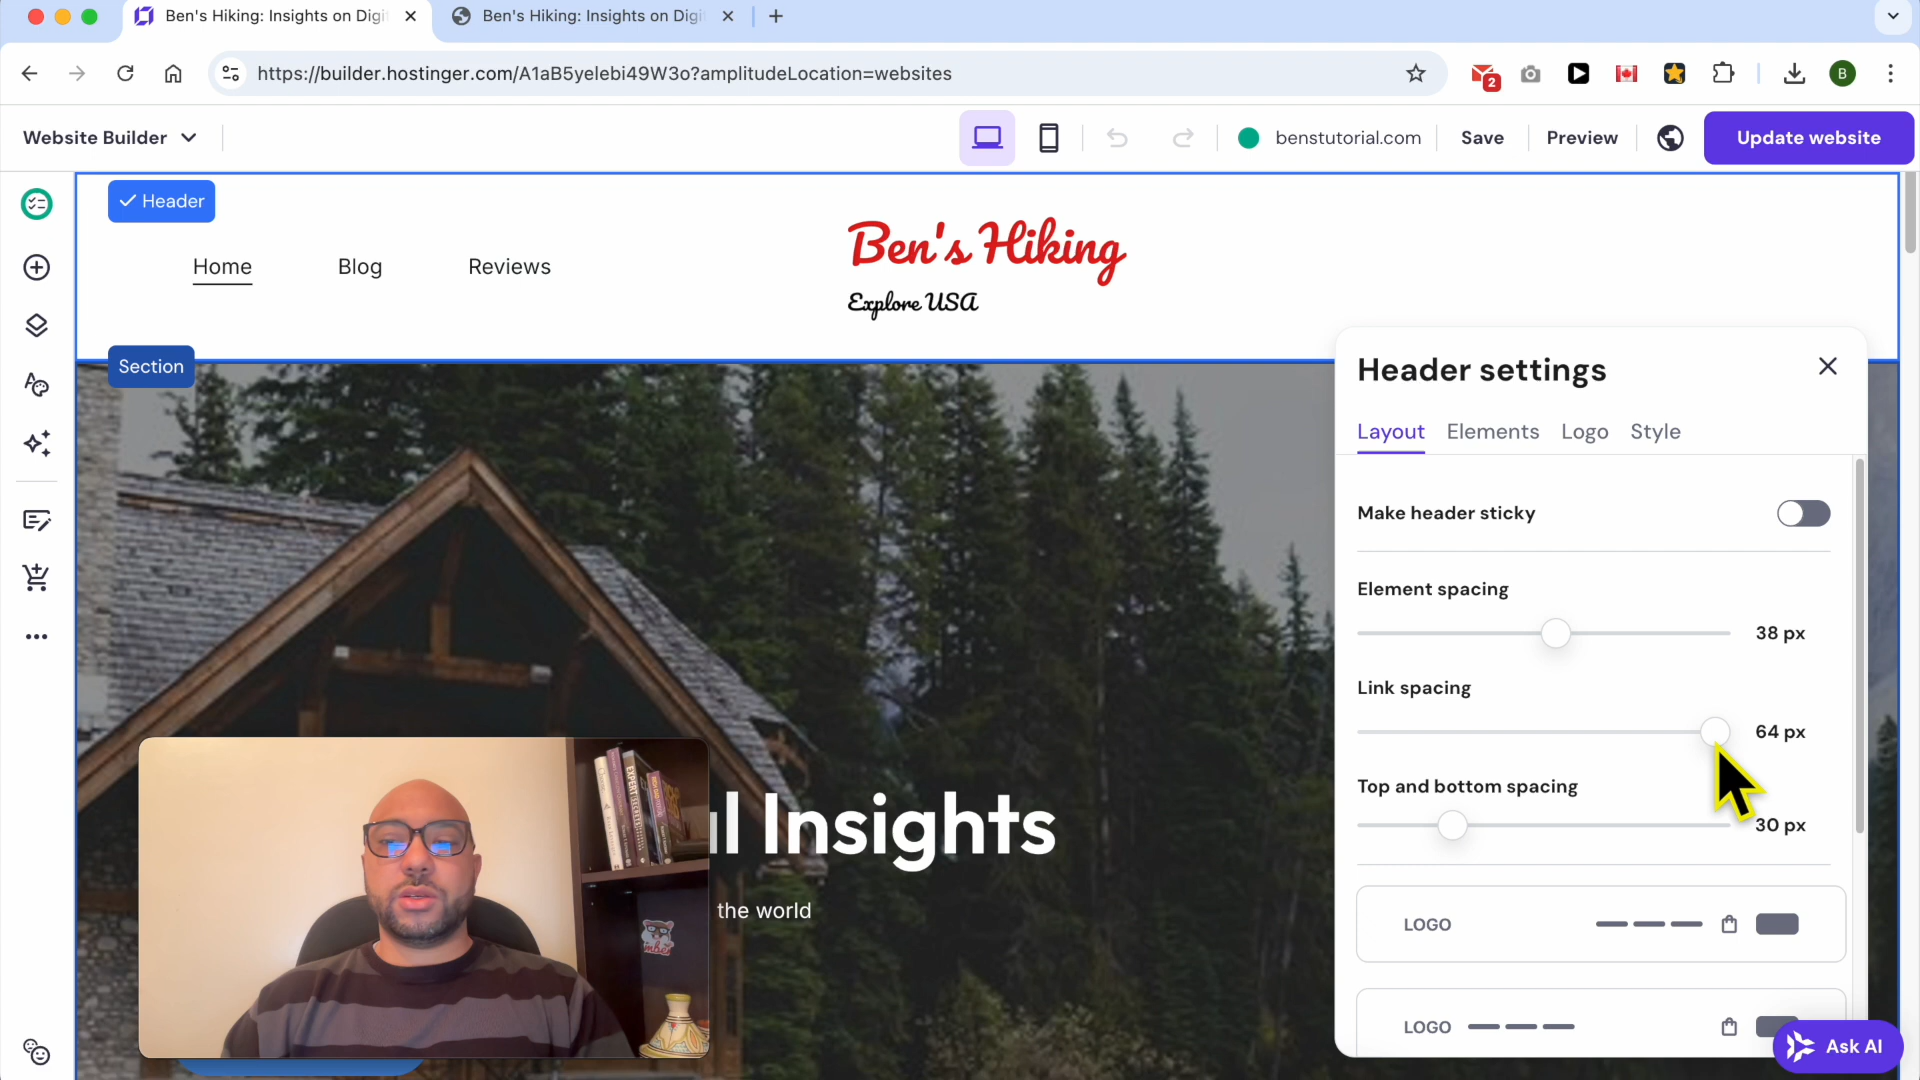 Ben's Hiking: Insights on Digi
Ben's Hiking: Insights on Digi
https://builder.hostinger.com/A1aB5yelebi49W3o?amplitudeLocation=websites
2
B
Website Builder
benstutorial.com
Save
Preview
Update website
Header
Home
Blog
Reviews
Ben's Hiking
Explore USA
Section
Header settings
Layout
Elements
Logo
Style
Make header sticky
Element spacing
38 px
Link spacing
64 px
Top and bottom spacing
30 px
LOGO
LOGO
Ask AI
l Insights
the world
EXPERT